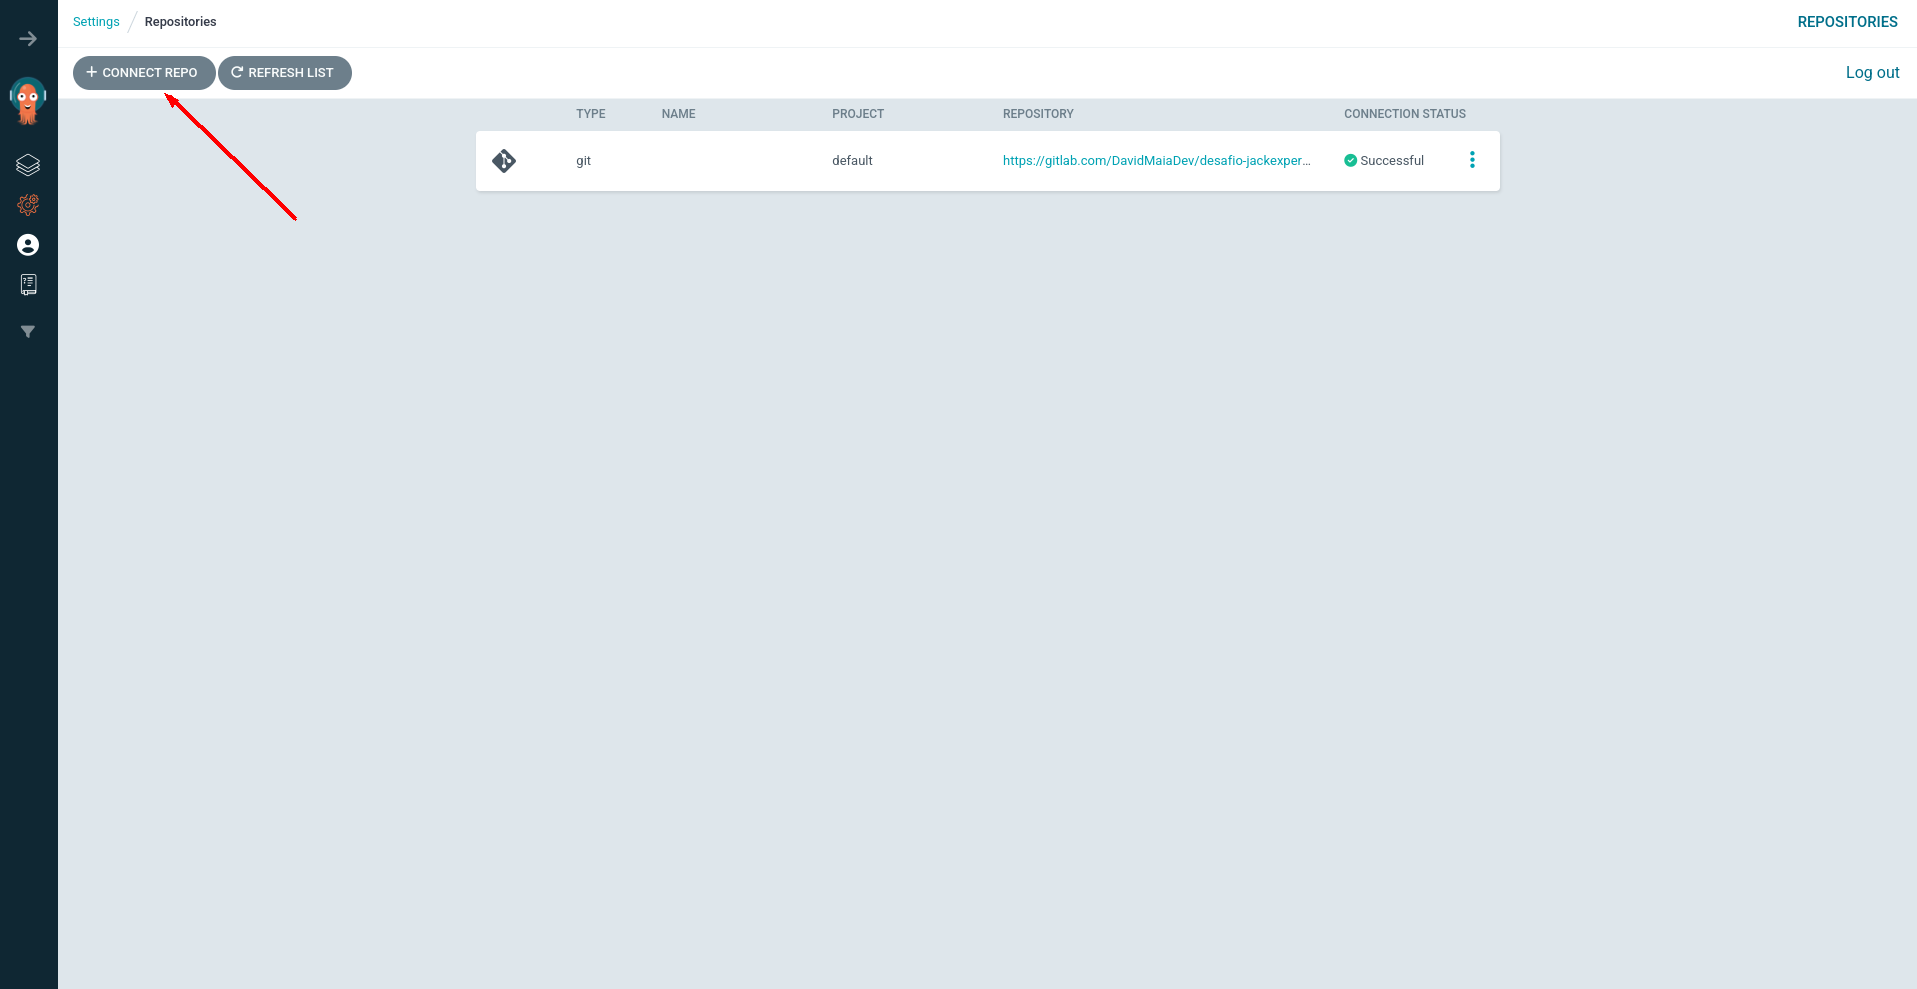 Settings / Repositories
REPOSITORIES
+ CONNECT REPO
REFRESH LIST
Log out
TYPE NAME PROJECT REPOSITORY CONNECTION STATUS
git default https://gitlab.com/DavidMaiaDev/desafio-jackexper... Successful